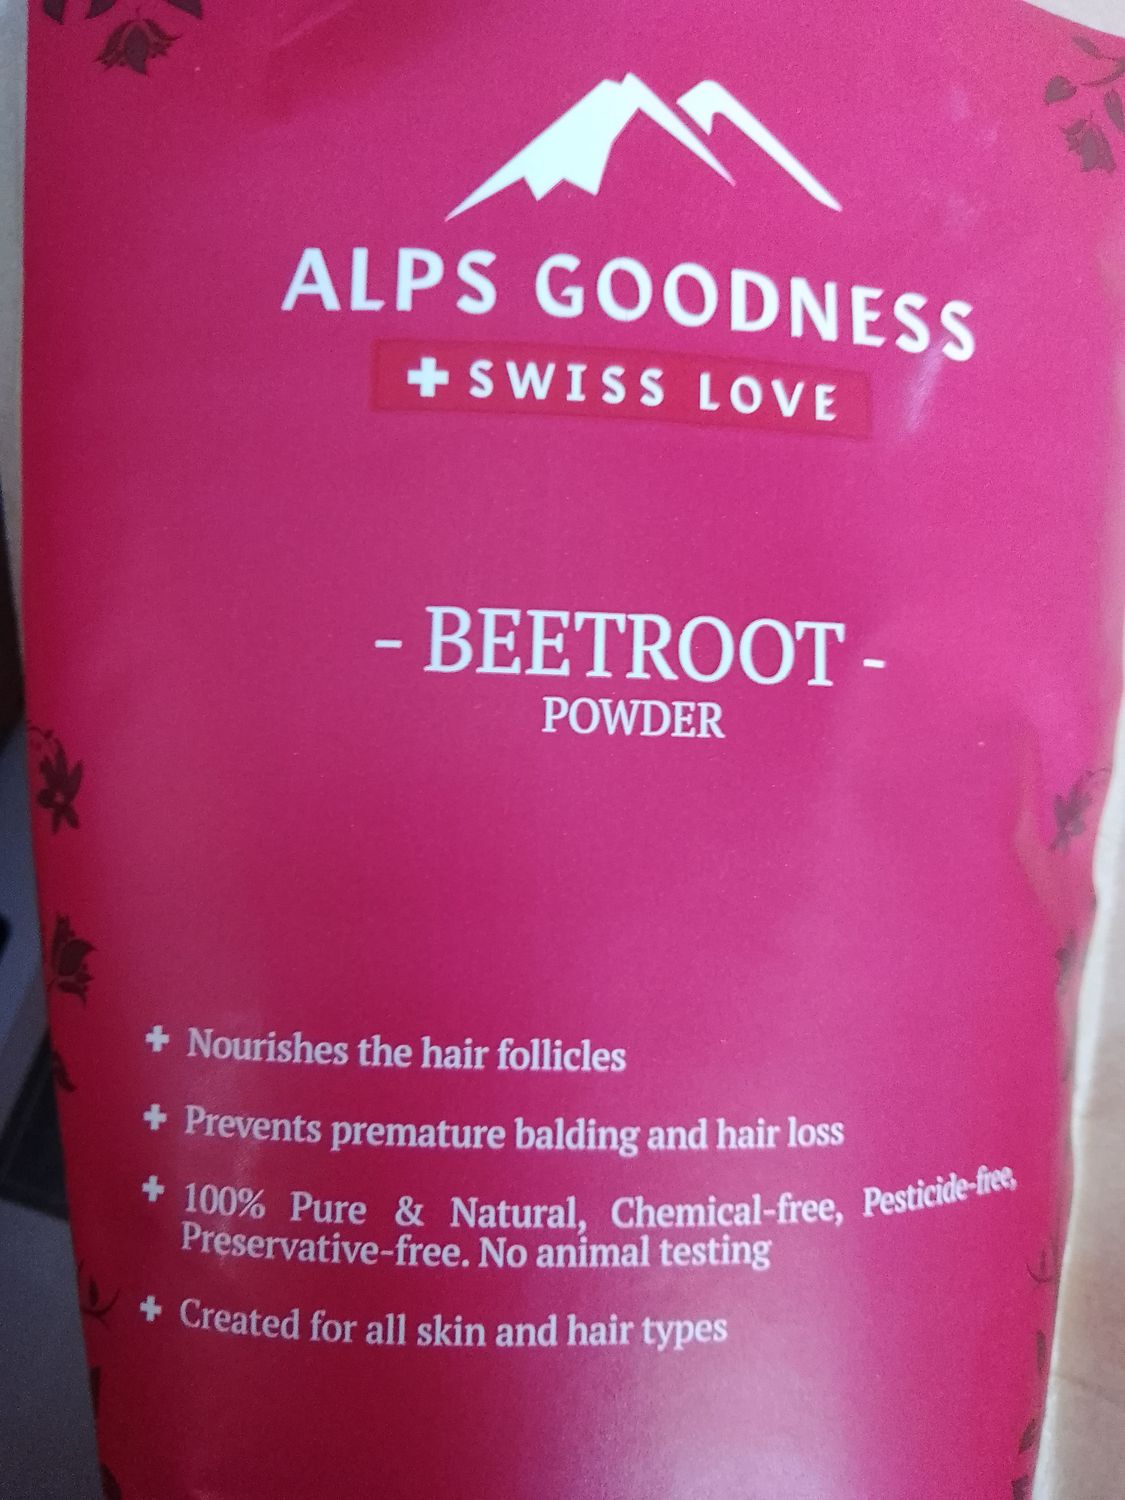 ALPS GOODNESS
+ SWISS LOVE
- BEETROOT -
POWDER
+ Nourishes the hair follicles
+ Prevents premature balding and hair loss
+ 100% Pure & Natural, Chemical-free, Pesticide-free,
Preservative-free. No animal testing
+ Created for all skin and hair types